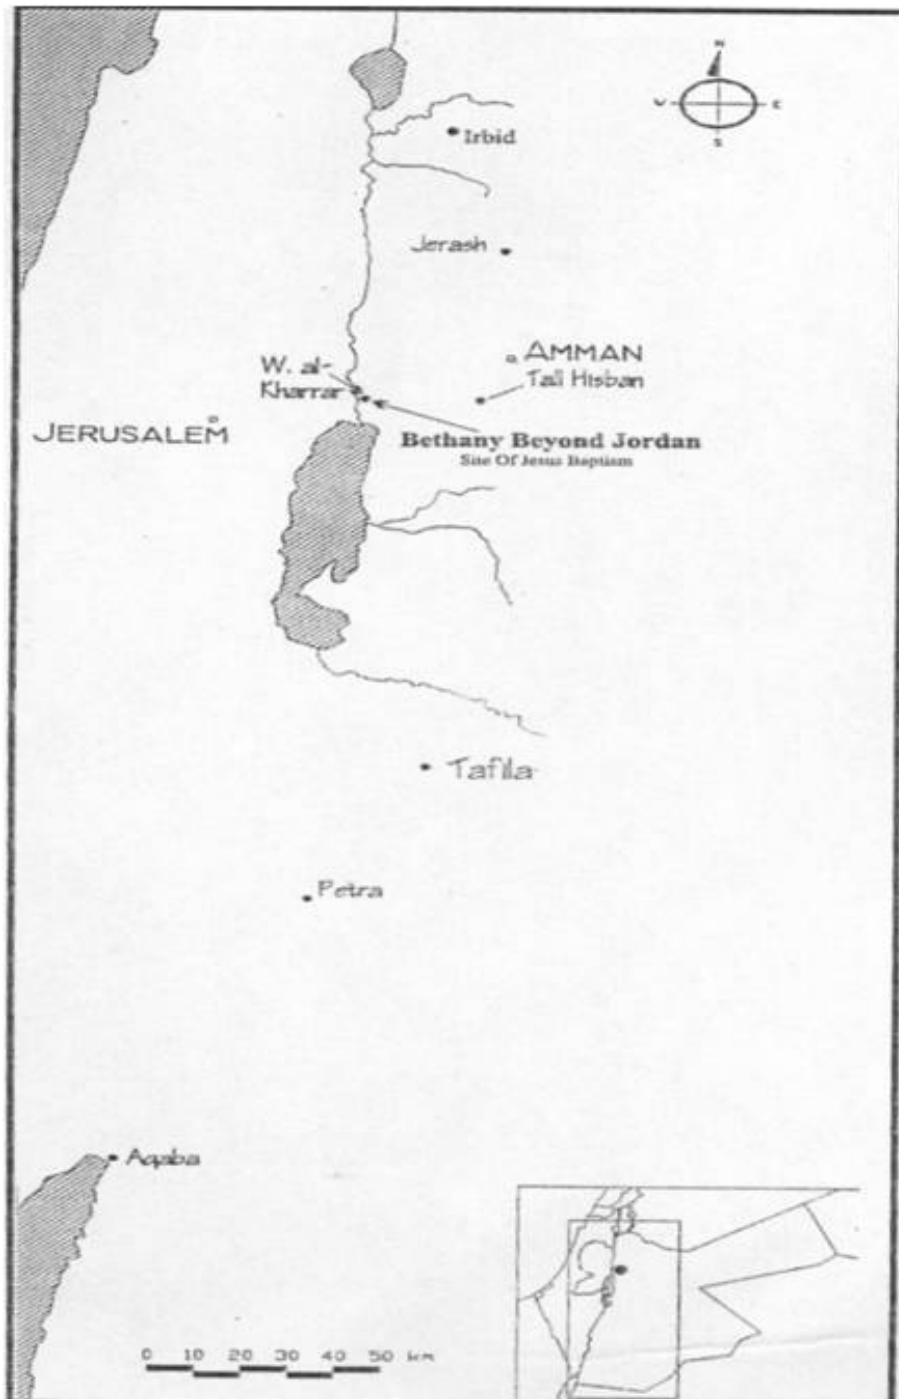 N
W E
S
Irbid
Jerash
AMMAN
W. al-
Kharrar
Tall Hisban
JERUSALEM
Bethany Beyond Jordan
Site Of Jesus Baptism
Tafila
Petra
Aqaba
0 10 20 30 40 50 km